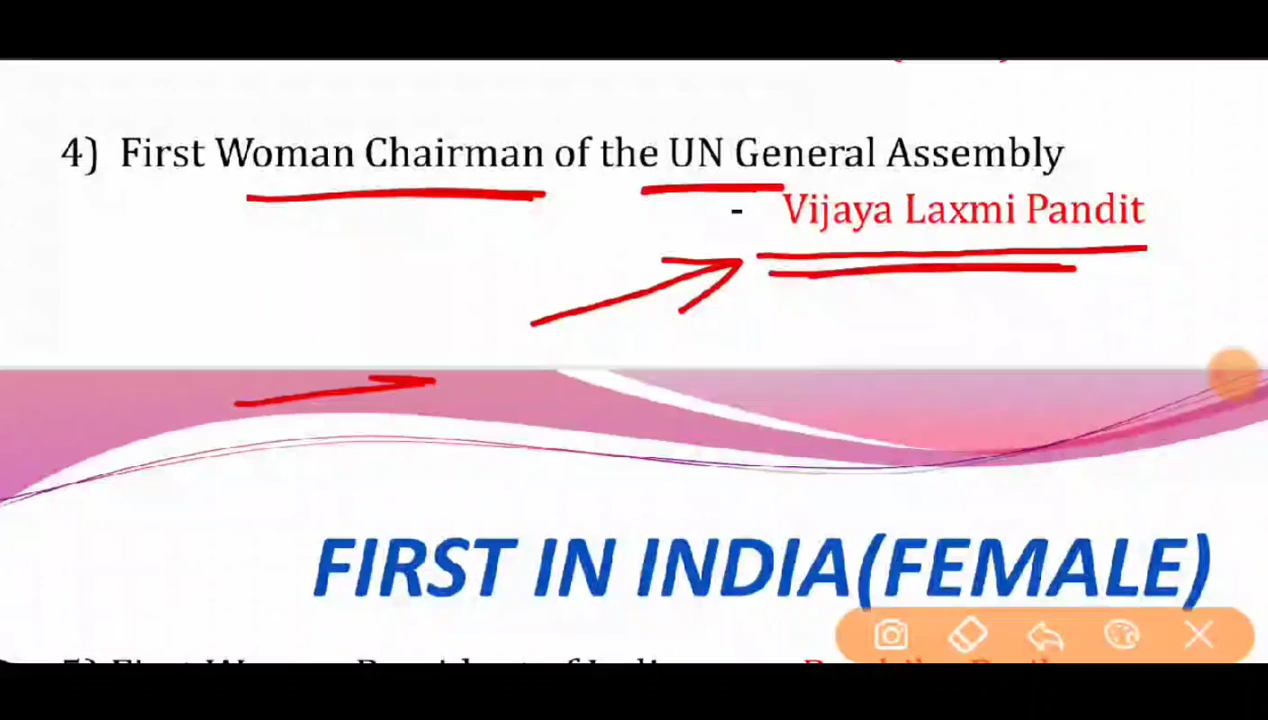 4) First Woman Chairman of the UN General Assembly
- Vijaya Laxmi Pandit
FIRST IN INDIA(FEMALE)